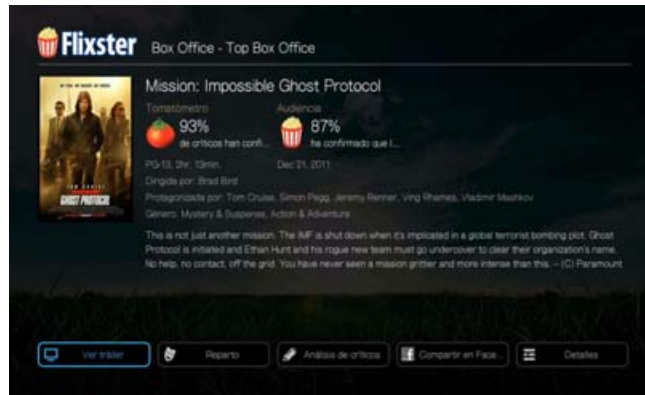 Flixster Box Office - Top Box Office
Mission: Impossible Ghost Protocol
Tomatómetro Audiencia
93% 87%
de críticos han confi... ha confirmado que l...
PG-13, 2hr. 13min. Dec 21, 2011
Dirigida por: Brad Bird
Protagonizada por: Tom Cruise, Simon Pegg, Jeremy Renner, Ving Rhames, Vladimir Mashkov
Género: Mystery & Suspense, Action & Adventure
This is not just another mission. The IMF is shut down when it's implicated in a global terrorist bombing plot. Ghost
Protocol is initiated and Ethan Hunt and his rogue new team must go undercover to clear their organization's name.
No help, no contact, off the grid. You have never seen a mission grittier and more intense than this. - (C) Paramount
TOM CRUISE
GHOST PROTOCOL
Ver tráiler Reparto Análisis de críticos Compartir en Face... Detalles